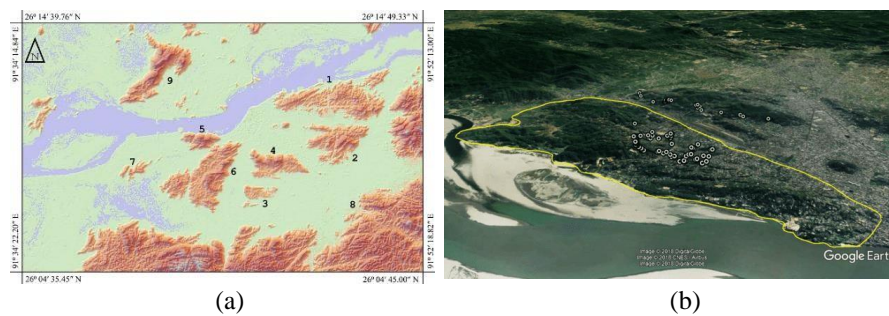 26° 14' 39.76" N
26° 14' 49.33" N
91° 34' 14.84" E
91° 52' 13.00" E
N
1
9
5
4
2
7
6
3
8
91° 34' 22.20" E
91° 52' 18.82" E
26° 04' 35.45" N
26° 04' 45.00" N
Image © 2018 DigitalGlobe
Image © 2018 CNES / Airbus
Image © 2018 DigitalGlobe
Google Eart
(a)
(b)